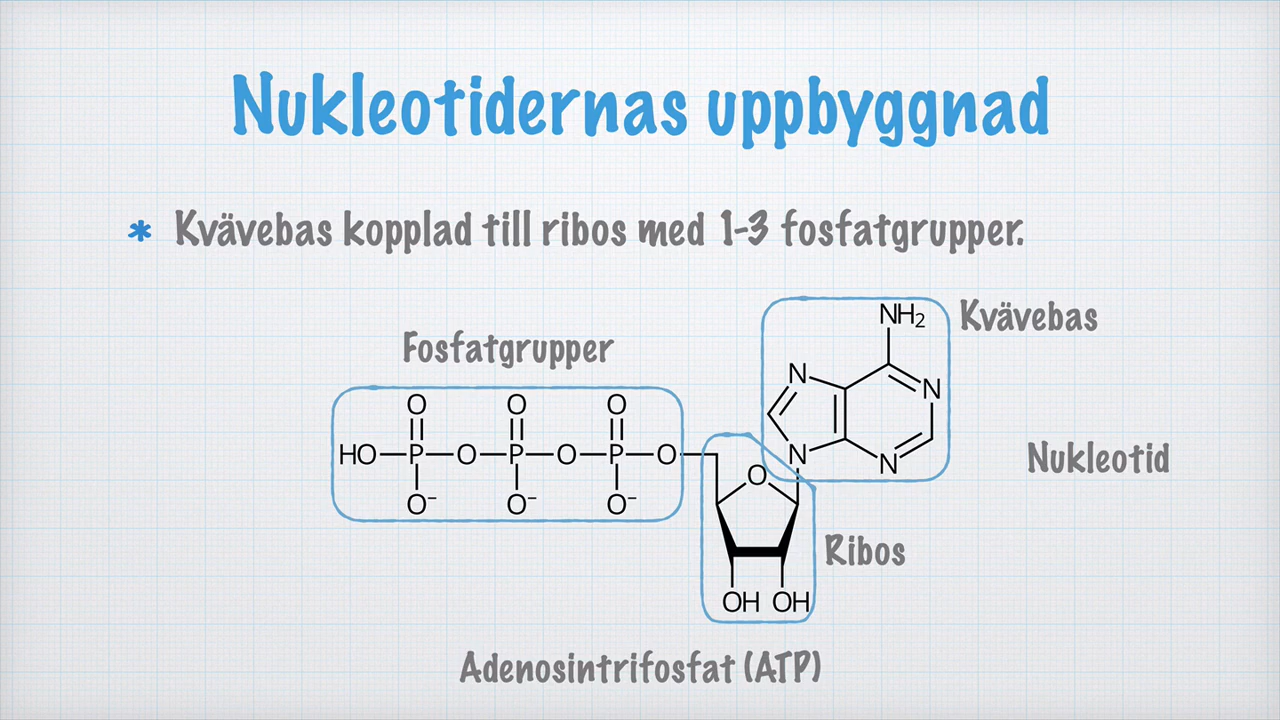 Nukleotidernas uppbyggnad
* Kvävebas kopplad till ribos med 1-3 fosfatgrupper.
NH₂
Kvävebas
Fosfatgrupper
N
N
O O O
HO P O P O P O
N
N
Nukleotid
O
O⁻ O⁻ O⁻
Ribos
OH OH
Adenosintrifosfat (ATP)